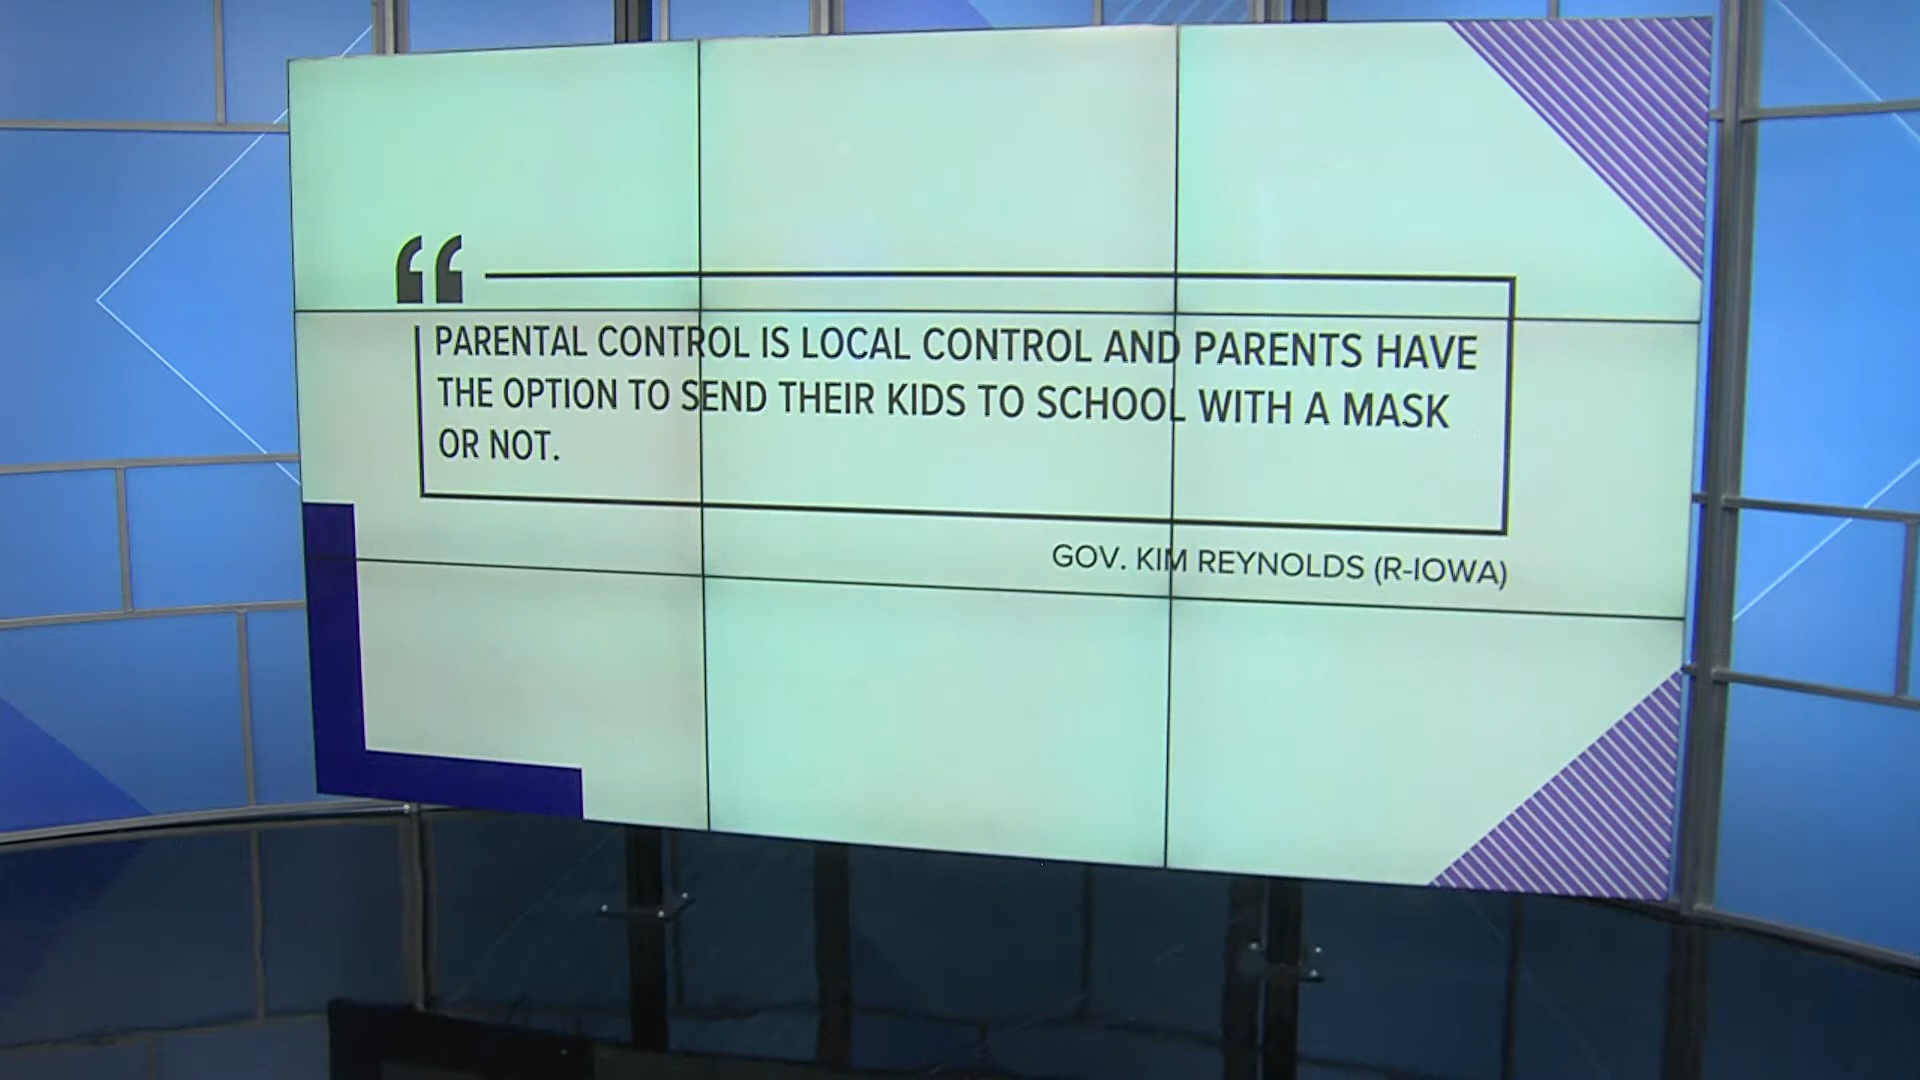 “
PARENTAL CONTROL IS LOCAL CONTROL AND PARENTS HAVE
THE OPTION TO SEND THEIR KIDS TO SCHOOL WITH A MASK
OR NOT.
GOV. KIM REYNOLDS (R-IOWA)